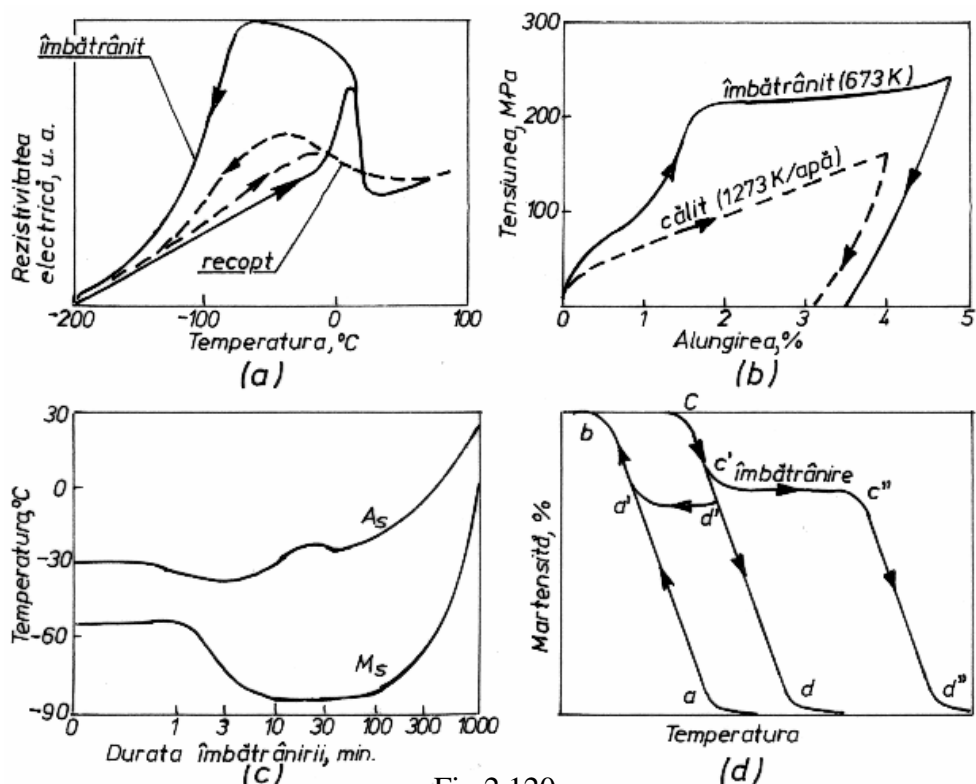 îmbătrânit
recopt
Rezistivitatea
electrică, u. a.
-200
-100
0
100
Temperatura, °C
(a)
300
200
100
Tensiunea, MPa
îmbătrânit (673 K)
călit (1273 K/apă)
0
1
2
3
4
5
Alungirea, %
(b)
30
0
-30
-60
-90
Temperatura, °C
As
Ms
0
1
3
10
30
100
300
1000
Durata îmbătrânirii, min.
(c)
Martensită, %
b
C
c'
îmbătrânire
c"
a'
d'
a
d
d"
Temperatura
(d)